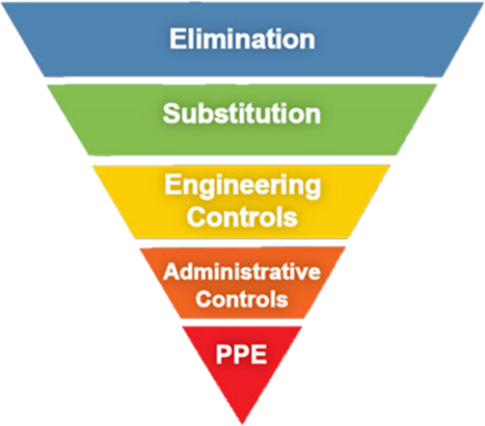 Elimination
Substitution
Engineering
Controls
Administrative
Controls
PPE